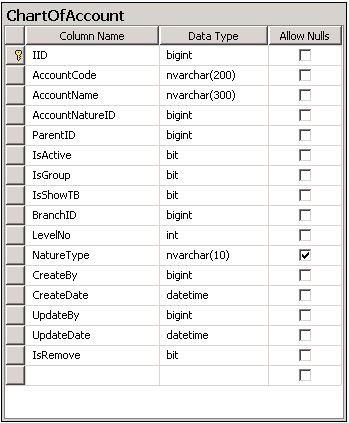 ChartOfAccount
Column Name Data Type Allow Nulls
IID bigint
AccountCode nvarchar(200)
AccountName nvarchar(300)
AccountNatureID bigint
ParentID bigint
IsActive bit
IsGroup bit
IsShowTB bit
BranchID bigint
LevelNo int
NatureType nvarchar(10)
CreateBy bigint
CreateDate datetime
UpdateBy bigint
UpdateDate datetime
IsRemove bit